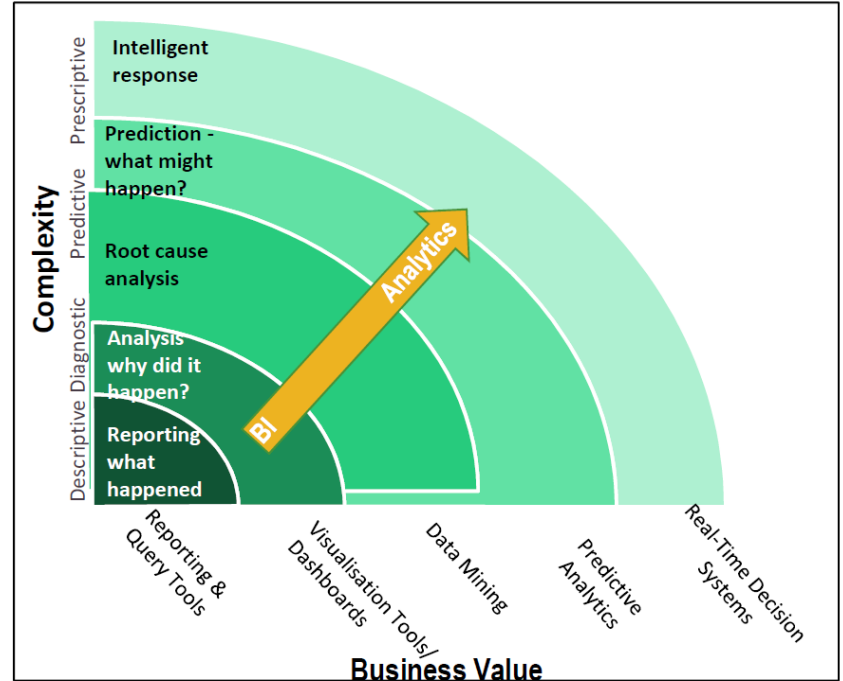 Complexity
Prescriptive
Predictive
Diagnostic
Descriptive
Intelligent
response
Prediction -
what might
happen?
Root cause
analysis
Analysis
why did it
happen?
Reporting
what
happened
BI
Analytics
Reporting &
Query Tools
Visualisation Tools/
Dashboards
Data Mining
Predictive
Analytics
Real-Time Decision
Systems
Business Value